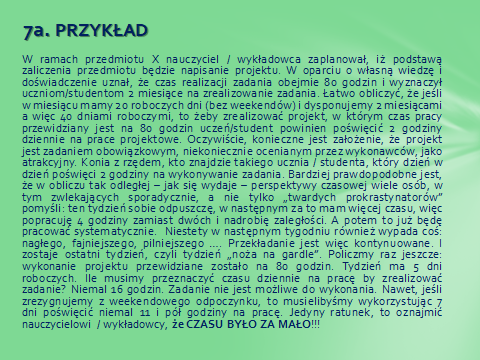 7a. PRZYKŁAD
W ramach przedmiotu X nauczyciel / wykładowca zaplanował, iż podstawą
zaliczenia przedmiotu będzie napisanie projektu. W oparciu o własną wiedzę i
doświadczenie uznał, że czas realizacji zadania obejmie 80 godzin i wyznaczył
uczniom/studentom 2 miesiące na zrealizowanie zadania. Łatwo obliczyć, że jeśli
w miesiącu mamy 20 roboczych dni (bez weekendów) i dysponujemy 2 miesiącami
a więc 40 dniami roboczymi, to żeby zrealizować projekt, w którym czas pracy
przewidziany jest na 80 godzin uczeń/student powinien poświęcić 2 godziny
dziennie na prace projektowe. Oczywiście, konieczne jest założenie, że projekt
jest zadaniem obowiązkowym, niekoniecznie ocenianym przez wykonawców, jako
atrakcyjny. Konia z rzędem, kto znajdzie takiego ucznia / studenta, który dzień w
dzień poświęci 2 godziny na wykonywanie zadania. Bardziej prawdopodobne jest,
że w obliczu tak odległej – jak się wydaje – perspektywy czasowej wiele osób, w
tym zwlekających sporadycznie, a nie tylko „twardych prokrastynatorów”
pomyśli: ten tydzień sobie odpuszczę, w następnym za to mam więcej czasu, więc
popracuję 4 godziny zamiast dwóch i nadrobię zaległości. A potem to już będę
pracować systematycznie. Niestety w następnym tygodniu również wypada coś:
nagłego, fajniejszego, pilniejszego .... Przekładanie jest więc kontynuowane. I
zostaje ostatni tydzień, czyli tydzień „noża na gardle”. Policzmy raz jeszcze:
wykonanie projektu przewidziane zostało na 80 godzin. Tydzień ma 5 dni
roboczych. Ile musimy przeznaczyć czasu dziennie na pracę by zrealizować
zadanie? Niemal 16 godzin. Zadanie nie jest możliwe do wykonania. Nawet, jeśli
zrezygnujemy z weekendowego odpoczynku, to musielibyśmy wykorzystując 7
dni poświęcić niemal 11 i pół godziny na pracę. Jedyny ratunek, to oznajmić
nauczycielowi / wykładowcy, że CZASU BYŁO ZA MAŁO!!!